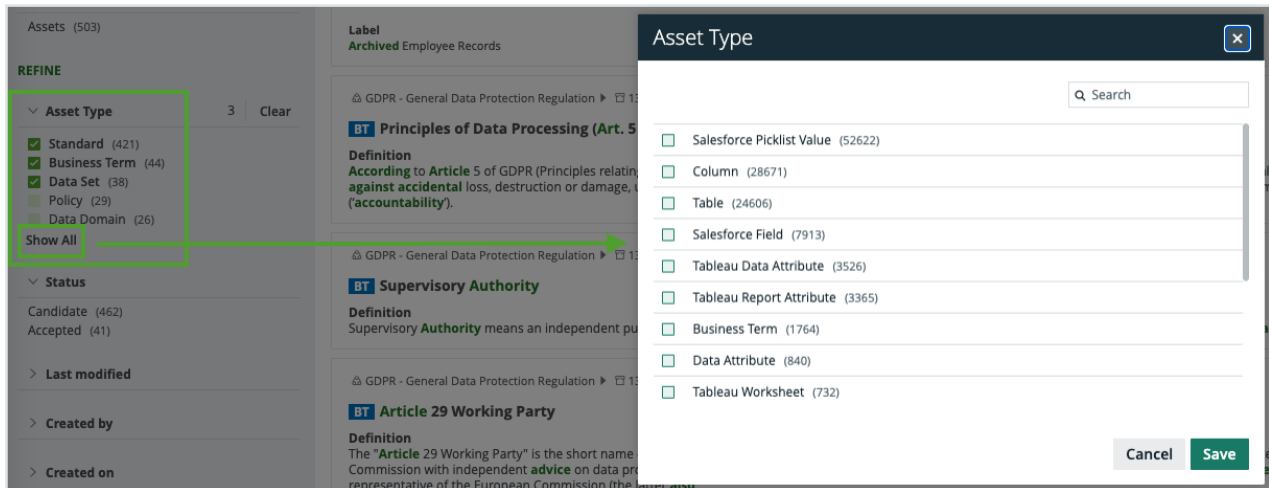 Assets (503)
REFINE
Asset Type 3 Clear
Standard (421)
Business Term (44)
Data Set (38)
Policy (29)
Data Domain (26)
Show All
Status
Candidate (462)
Accepted (41)
Last modified
Created by
Created on
Label
Archived Employee Records
GDPR - General Data Protection Regulation
BT Principles of Data Processing (Art. 5
Definition
According to Article 5 of GDPR (Principles relating
against accidental loss, destruction or damage,
('accountability').
GDPR - General Data Protection Regulation
BT Supervisory Authority
Definition
Supervisory Authority means an independent
GDPR - General Data Protection Regulation
BT Article 29 Working Party
Definition
The "Article 29 Working Party" is the short name
Commission with independent advice on data
representative of the European Commission (the latter also
Asset Type
Search
Salesforce Picklist Value (52622)
Column (28671)
Table (24606)
Salesforce Field (7913)
Tableau Data Attribute (3526)
Tableau Report Attribute (3365)
Business Term (1764)
Data Attribute (840)
Tableau Worksheet (732)
Cancel Save